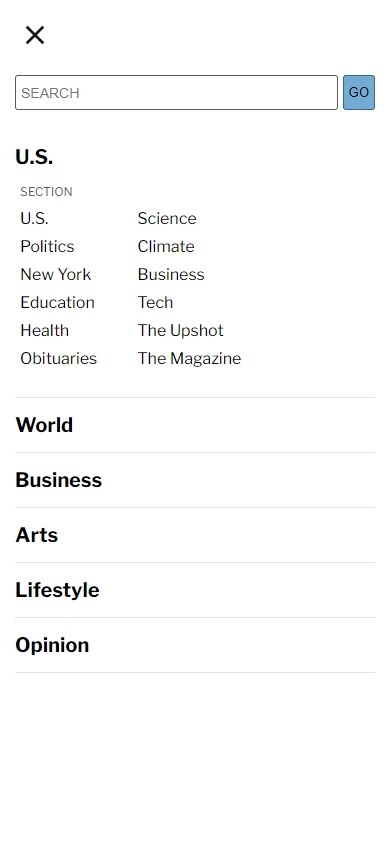 SEARCH
GO
U.S.
SECTION
U.S.
Politics
New York
Education
Health
Obituaries
Science
Climate
Business
Tech
The Upshot
The Magazine
World
Business
Arts
Lifestyle
Opinion